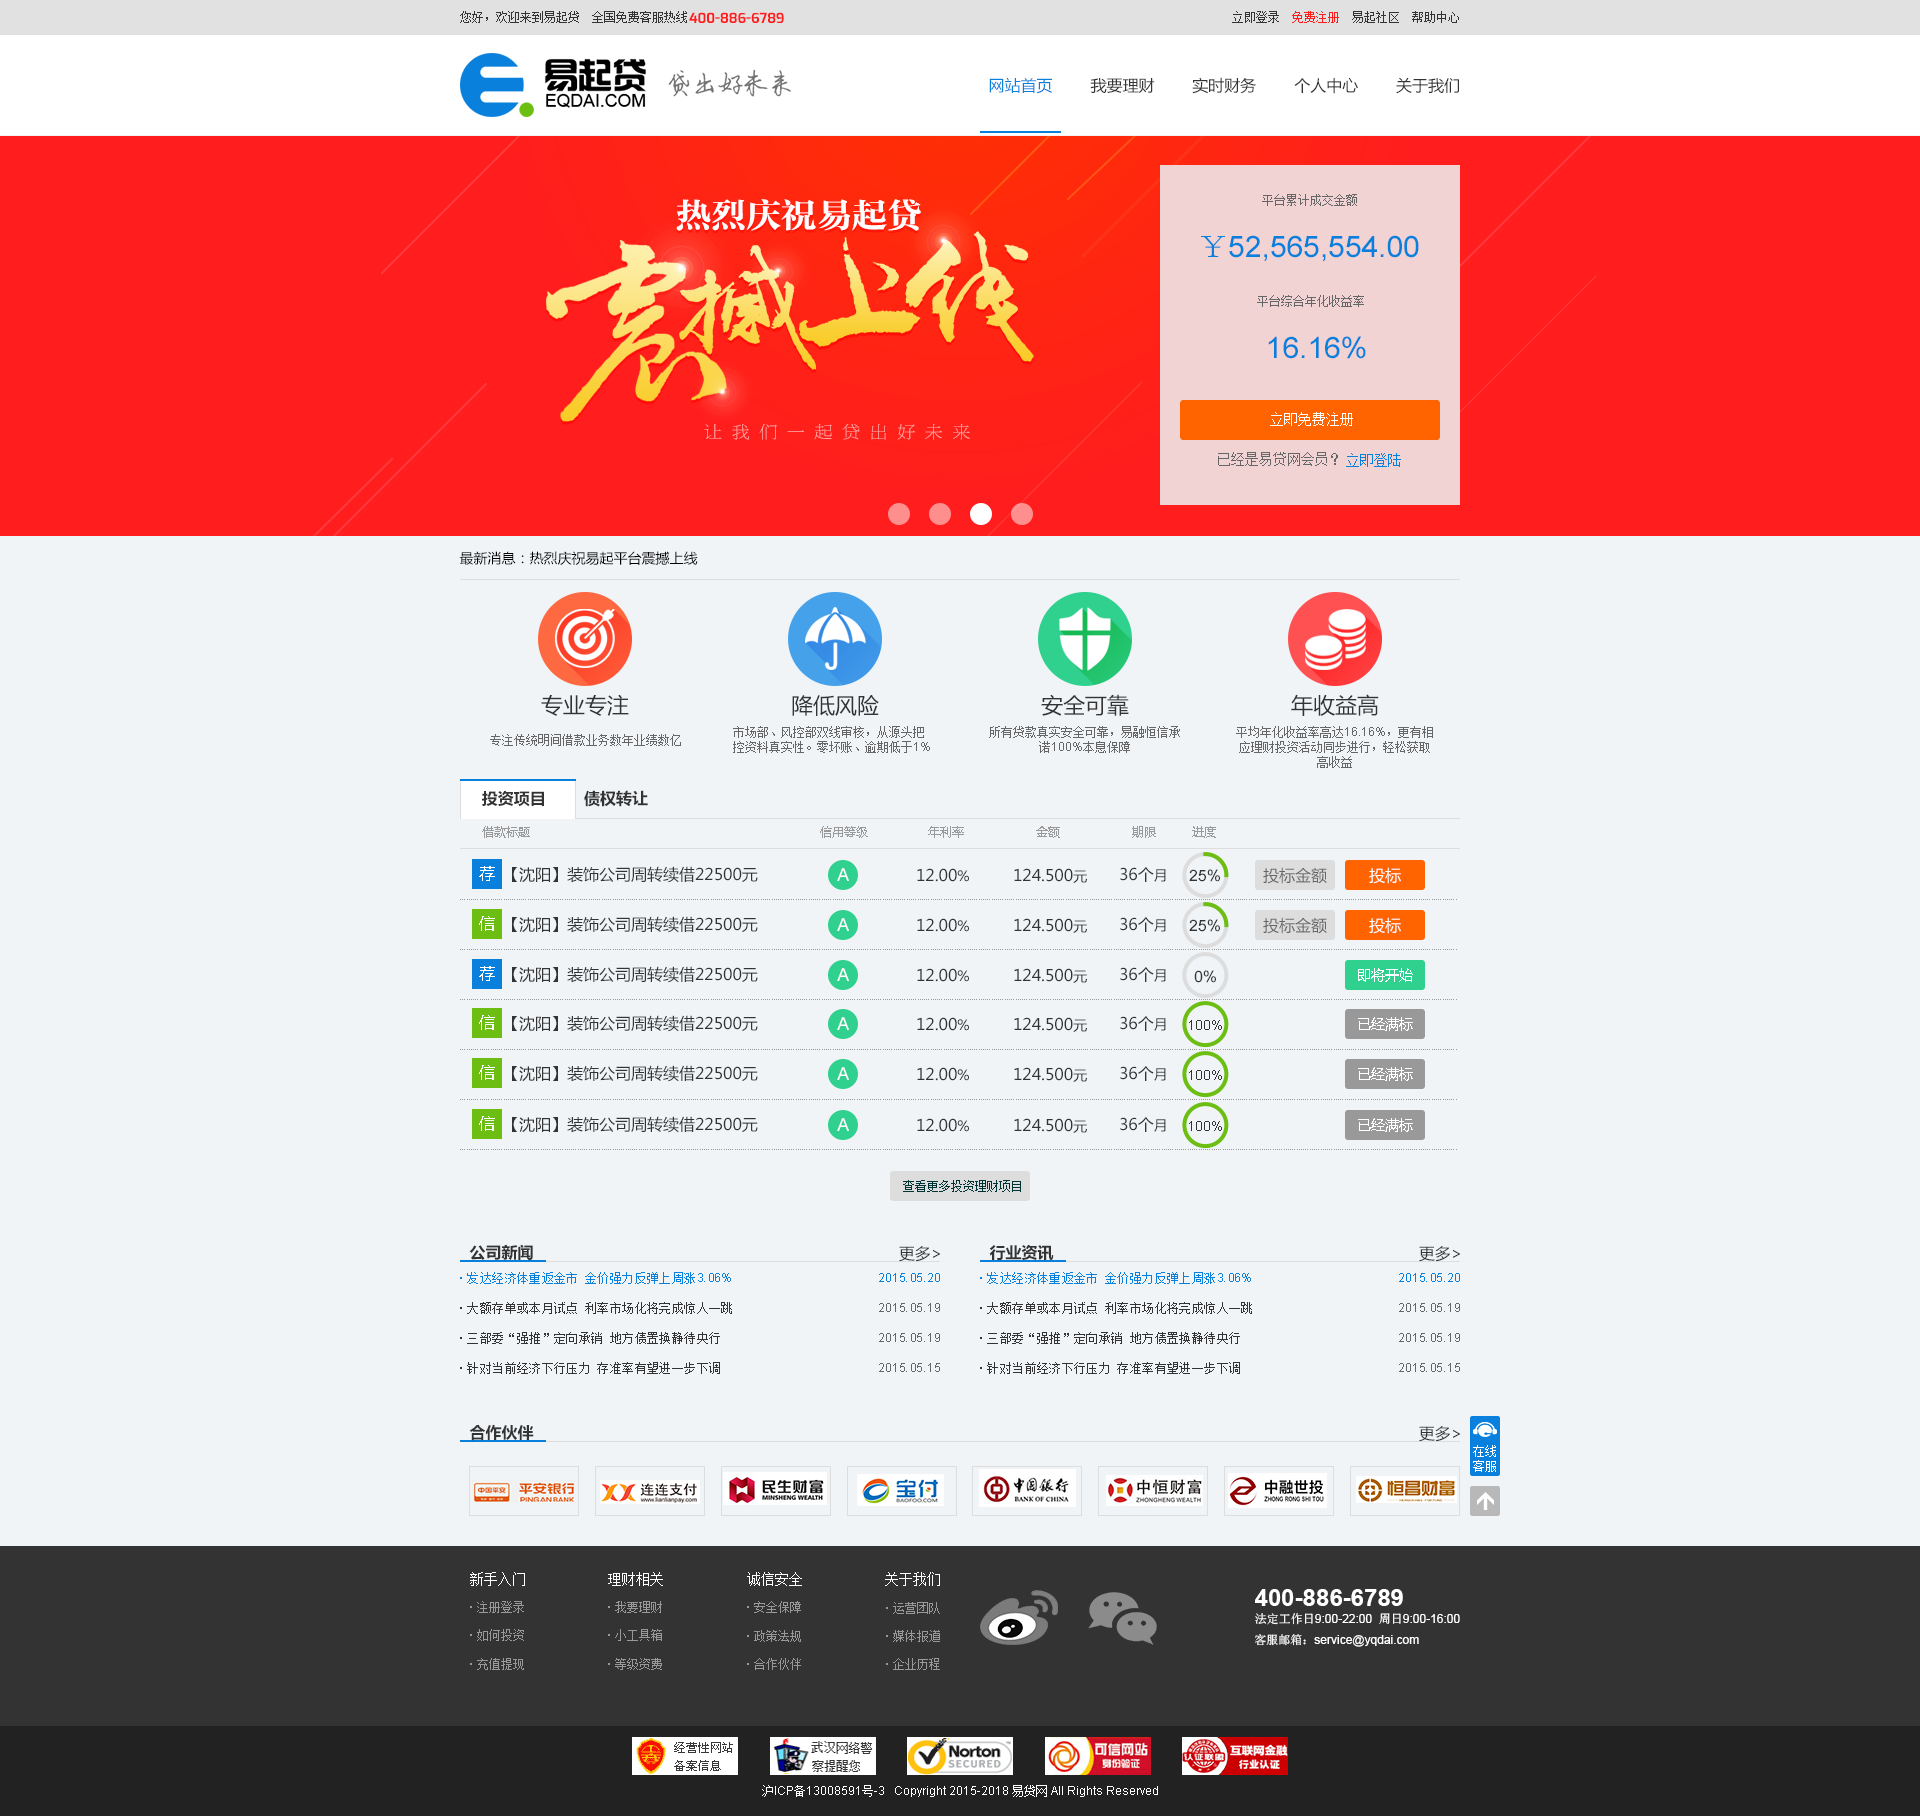 您好，欢迎来到易起贷 全国免费客服热线400-886-6789
立即登录 免费注册 易起社区 帮助中心
易起贷
EQDAI.COM
贷出好未来
网站首页 我要理财 实时财务 个人中心 关于我们
热烈庆祝易起贷
震撼上线
让我们一起贷出好未来
平台累计成交金额
￥52,565,554.00
平台综合年化收益率
16.16%
立即免费注册
已经是易贷网会员？立即登陆
最新消息：热烈庆祝易起平台震撼上线
专业专注
专注传统明间借款业务数年业绩数亿
降低风险
市场部、风控部双线审核，从源头把
控资料真实性。零坏账、逾期低于1%
安全可靠
所有贷款真实安全可靠，易融恒信承
诺100%本息保障
年收益高
平均年化收益率高达16.16%，更有相
应理财投资活动同步进行，轻松获取
高收益
投资项目 债权转让
借款标题 信用等级 年利率 金额 期限 进度
荐【沈阳】装饰公司周转续借22500元 A 12.00% 124.500元 36个月 25% 投标金额 投标
信【沈阳】装饰公司周转续借22500元 A 12.00% 124.500元 36个月 25% 投标金额 投标
荐【沈阳】装饰公司周转续借22500元 A 12.00% 124.500元 36个月 0% 即将开始
信【沈阳】装饰公司周转续借22500元 A 12.00% 124.500元 36个月 100% 已经满标
信【沈阳】装饰公司周转续借22500元 A 12.00% 124.500元 36个月 100% 已经满标
信【沈阳】装饰公司周转续借22500元 A 12.00% 124.500元 36个月 100% 已经满标
查看更多投资理财项目
公司新闻 更多>
· 发达经济体重返金市 金价强力反弹上周涨3.06% 2015.05.20
· 大额存单或本月试点 利率市场化将完成惊人一跳 2015.05.19
· 三部委“强推”定向承销 地方债置换静待央行 2015.05.19
· 针对当前经济下行压力 存准率有望进一步下调 2015.05.15
行业资讯 更多>
· 发达经济体重返金市 金价强力反弹上周涨3.06% 2015.05.20
· 大额存单或本月试点 利率市场化将完成惊人一跳 2015.05.19
· 三部委“强推”定向承销 地方债置换静待央行 2015.05.19
· 针对当前经济下行压力 存准率有望进一步下调 2015.05.15
合作伙伴 更多>
在线
客服
中国平安 平安银行
PINGAN BANK
连连支付
www.lianlianpay.com
民生财富
MINSHENG WEALTH
宝付
BAOFOO.COM
中国银行
BANK OF CHINA
中恒财富
ZHONGHENG WEALTH
中融世投
ZHONG RONG SHI TOU
恒昌财富
新手入门 理财相关 诚信安全 关于我们
· 注册登录 · 我要理财 · 安全保障 · 运营团队
· 如何投资 · 小工具箱 · 政策法规 · 媒体报道
· 充值提现 · 等级资费 · 合作伙伴 · 企业历程
400-886-6789
法定工作日9:00-22:00 周日9:00-16:00
客服邮箱：service@yqdai.com
经营性网站
备案信息
武汉网络警
察提醒您
Norton
SECURED
可信网站
身份验证
认证联盟
互联网金融
行业认证
沪ICP备13008591号-3 Copyright 2015-2018 易贷网 All Rights Reserved